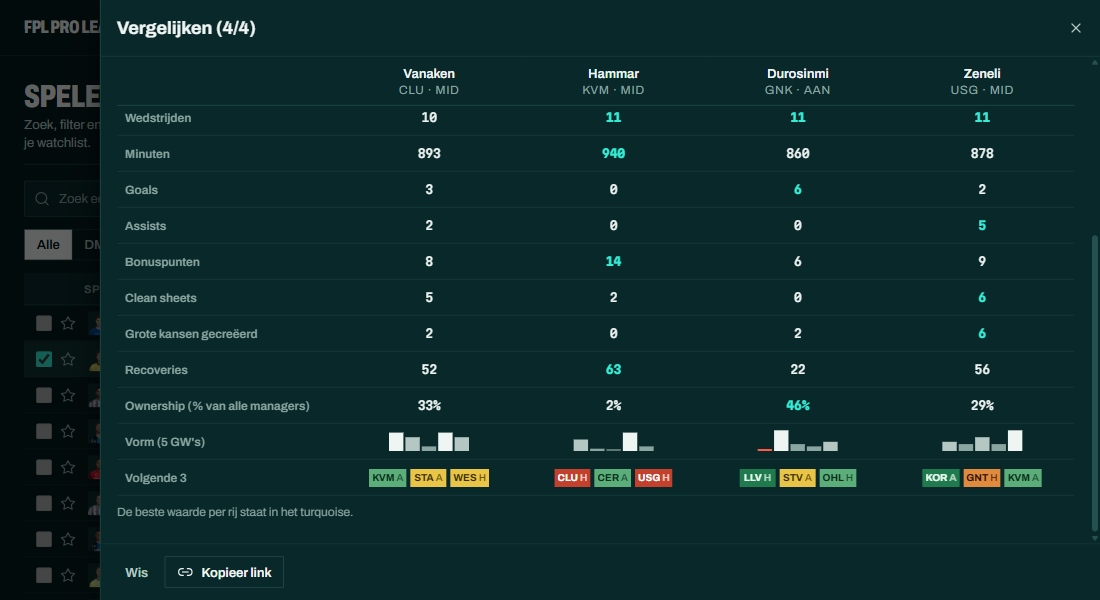 FPL PRO LEA
Vergelijken (4/4)
SPELE
Zoek, filter en
je watchlist.
Zoek e
Alle
DM
SP
Vanaken
CLU · MID
Hammar
KVM · MID
Durosinmi
GNK · AAN
Zeneli
USG · MID
Wedstrijden 10 11 11 11
Minuten 893 940 860 878
Goals 3 0 6 2
Assists 2 0 0 5
Bonuspunten 8 14 6 9
Clean sheets 5 2 0 6
Grote kansen gecreëerd 2 0 2 6
Recoveries 52 63 22 56
Ownership (% van alle managers) 33% 2% 46% 29%
Vorm (5 GW's)
Volgende 3 KVM A STA A WES H CLU H CER A USG H LLV H STV A OHL H KOR A GNT H KVM A
De beste waarde per rij staat in het turquoise.
Wis
Kopieer link